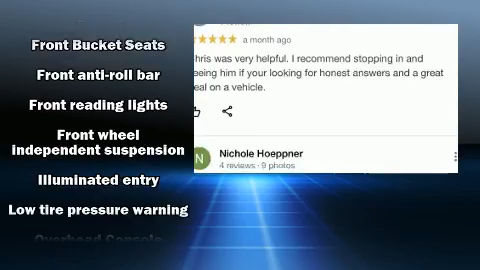 Front Bucket Seats
Front anti-roll bar
Front reading lights
Front wheel
independent suspension
Illuminated entry
Low tire pressure warning
Overhead Console
a month ago
hris was very helpful. I recommend stopping in and
eeing him if your looking for honest answers and a great
eal on a vehicle.
N
Nichole Hoeppner
4 reviews · 9 photos